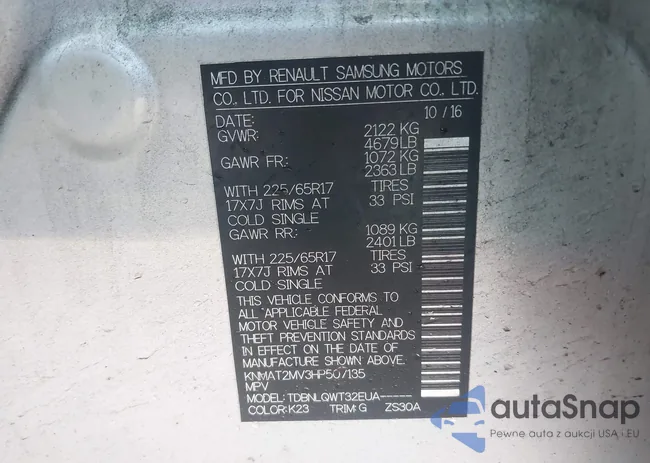 MFD BY RENAULT SAMSUNG MOTORS
CO., LTD. FOR NISSAN MOTOR CO., LTD.
DATE: 10 / 16
GVWR: 2122 KG
4679 LB
GAWR FR: 1072 KG
2363 LB
WITH 225/65R17 TIRES
17X7J RIMS AT 33 PSI
COLD SINGLE
GAWR RR: 1089 KG
2401 LB
WITH 225/65R17 TIRES
17X7J RIMS AT 33 PSI
COLD SINGLE
THIS VEHICLE CONFORMS TO
ALL APPLICABLE FEDERAL
MOTOR VEHICLE SAFETY AND
THEFT PREVENTION STANDARDS
IN EFFECT ON THE DATE OF
MANUFACTURE SHOWN ABOVE.
KNMAT2MV3HP507135
MPV
MODEL: TDBNLQWT32EUA-----
COLOR: K23 TRIM: G ZS30A
autaSnap
Pewne auta z aukcji USA i EU